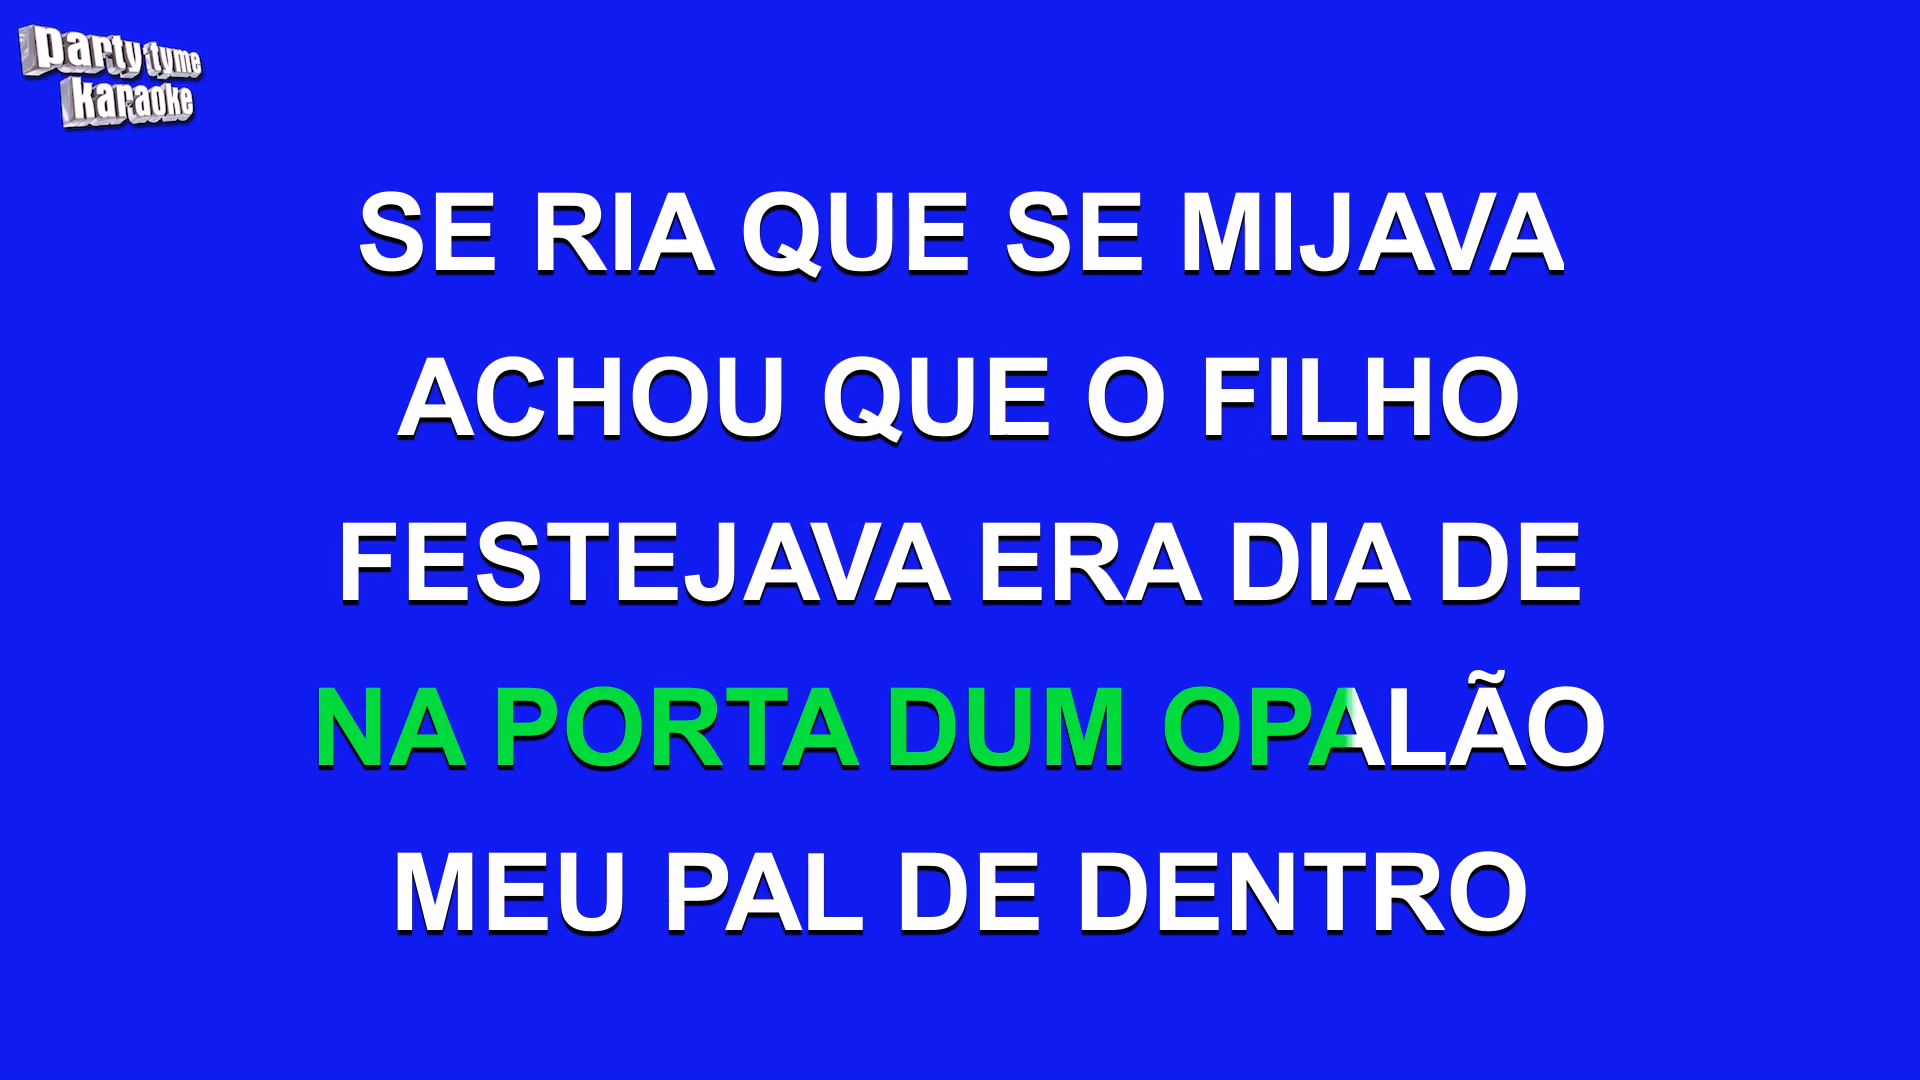 party tyme
karaoke
SE RIA QUE SE MIJAVA
ACHOU QUE O FILHO
FESTEJAVA ERA DIA DE
NA PORTA DUM OPALÃO
MEU PAL DE DENTRO